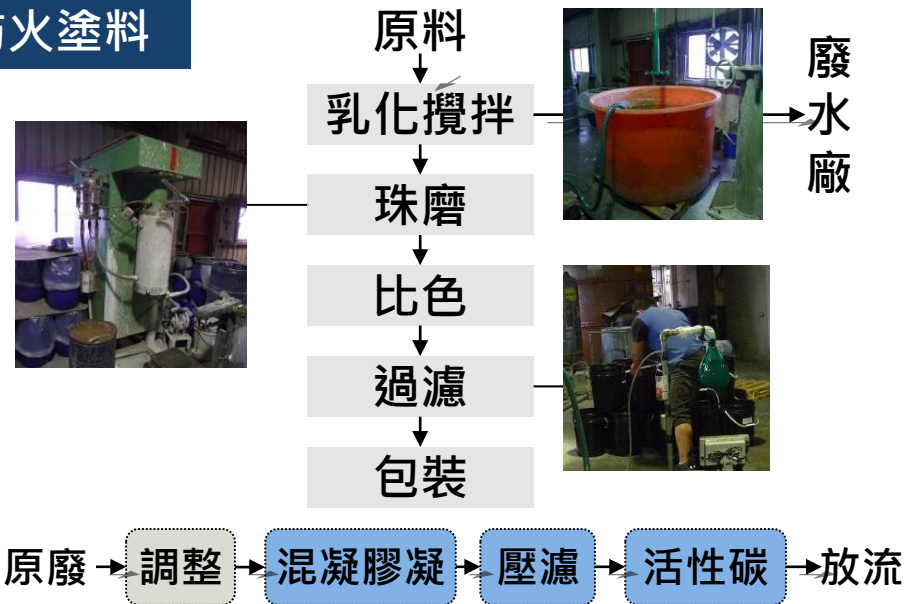 防火塗料
原料
乳化攪拌
廢水廠
珠磨
比色
過濾
包裝
原廢 調整 混凝膠凝 壓濾 活性碳 放流